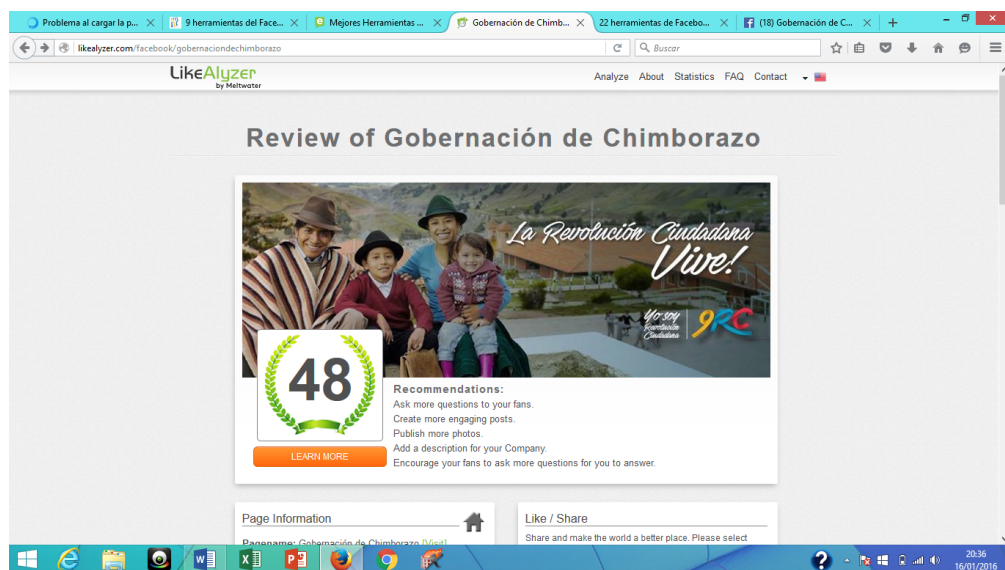 Problema al cargar la p...
9 herramientas del Face...
Mejores Herramientas ...
Gobernación de Chimb...
22 herramientas de Facebo...
(18) Gobernación de C...
likealyzer.com/facebook/gobernaciondechimborazo
Buscar
LikeAlyzer
by Meltwater
Analyze About Statistics FAQ Contact
Review of Gobernación de Chimborazo
La Revolución Ciudadana
Vive!
Yo soy
Revolución
Ciudadana
9RC
48
LEARN MORE
Recommendations:
Ask more questions to your fans.
Create more engaging posts.
Publish more photos.
Add a description for your Company.
Encourage your fans to ask more questions for you to answer.
Page Information
Pagename: Gobernación de Chimborazo [Visit]
Like / Share
Share and make the world a better place. Please select
20:36
16/01/2016